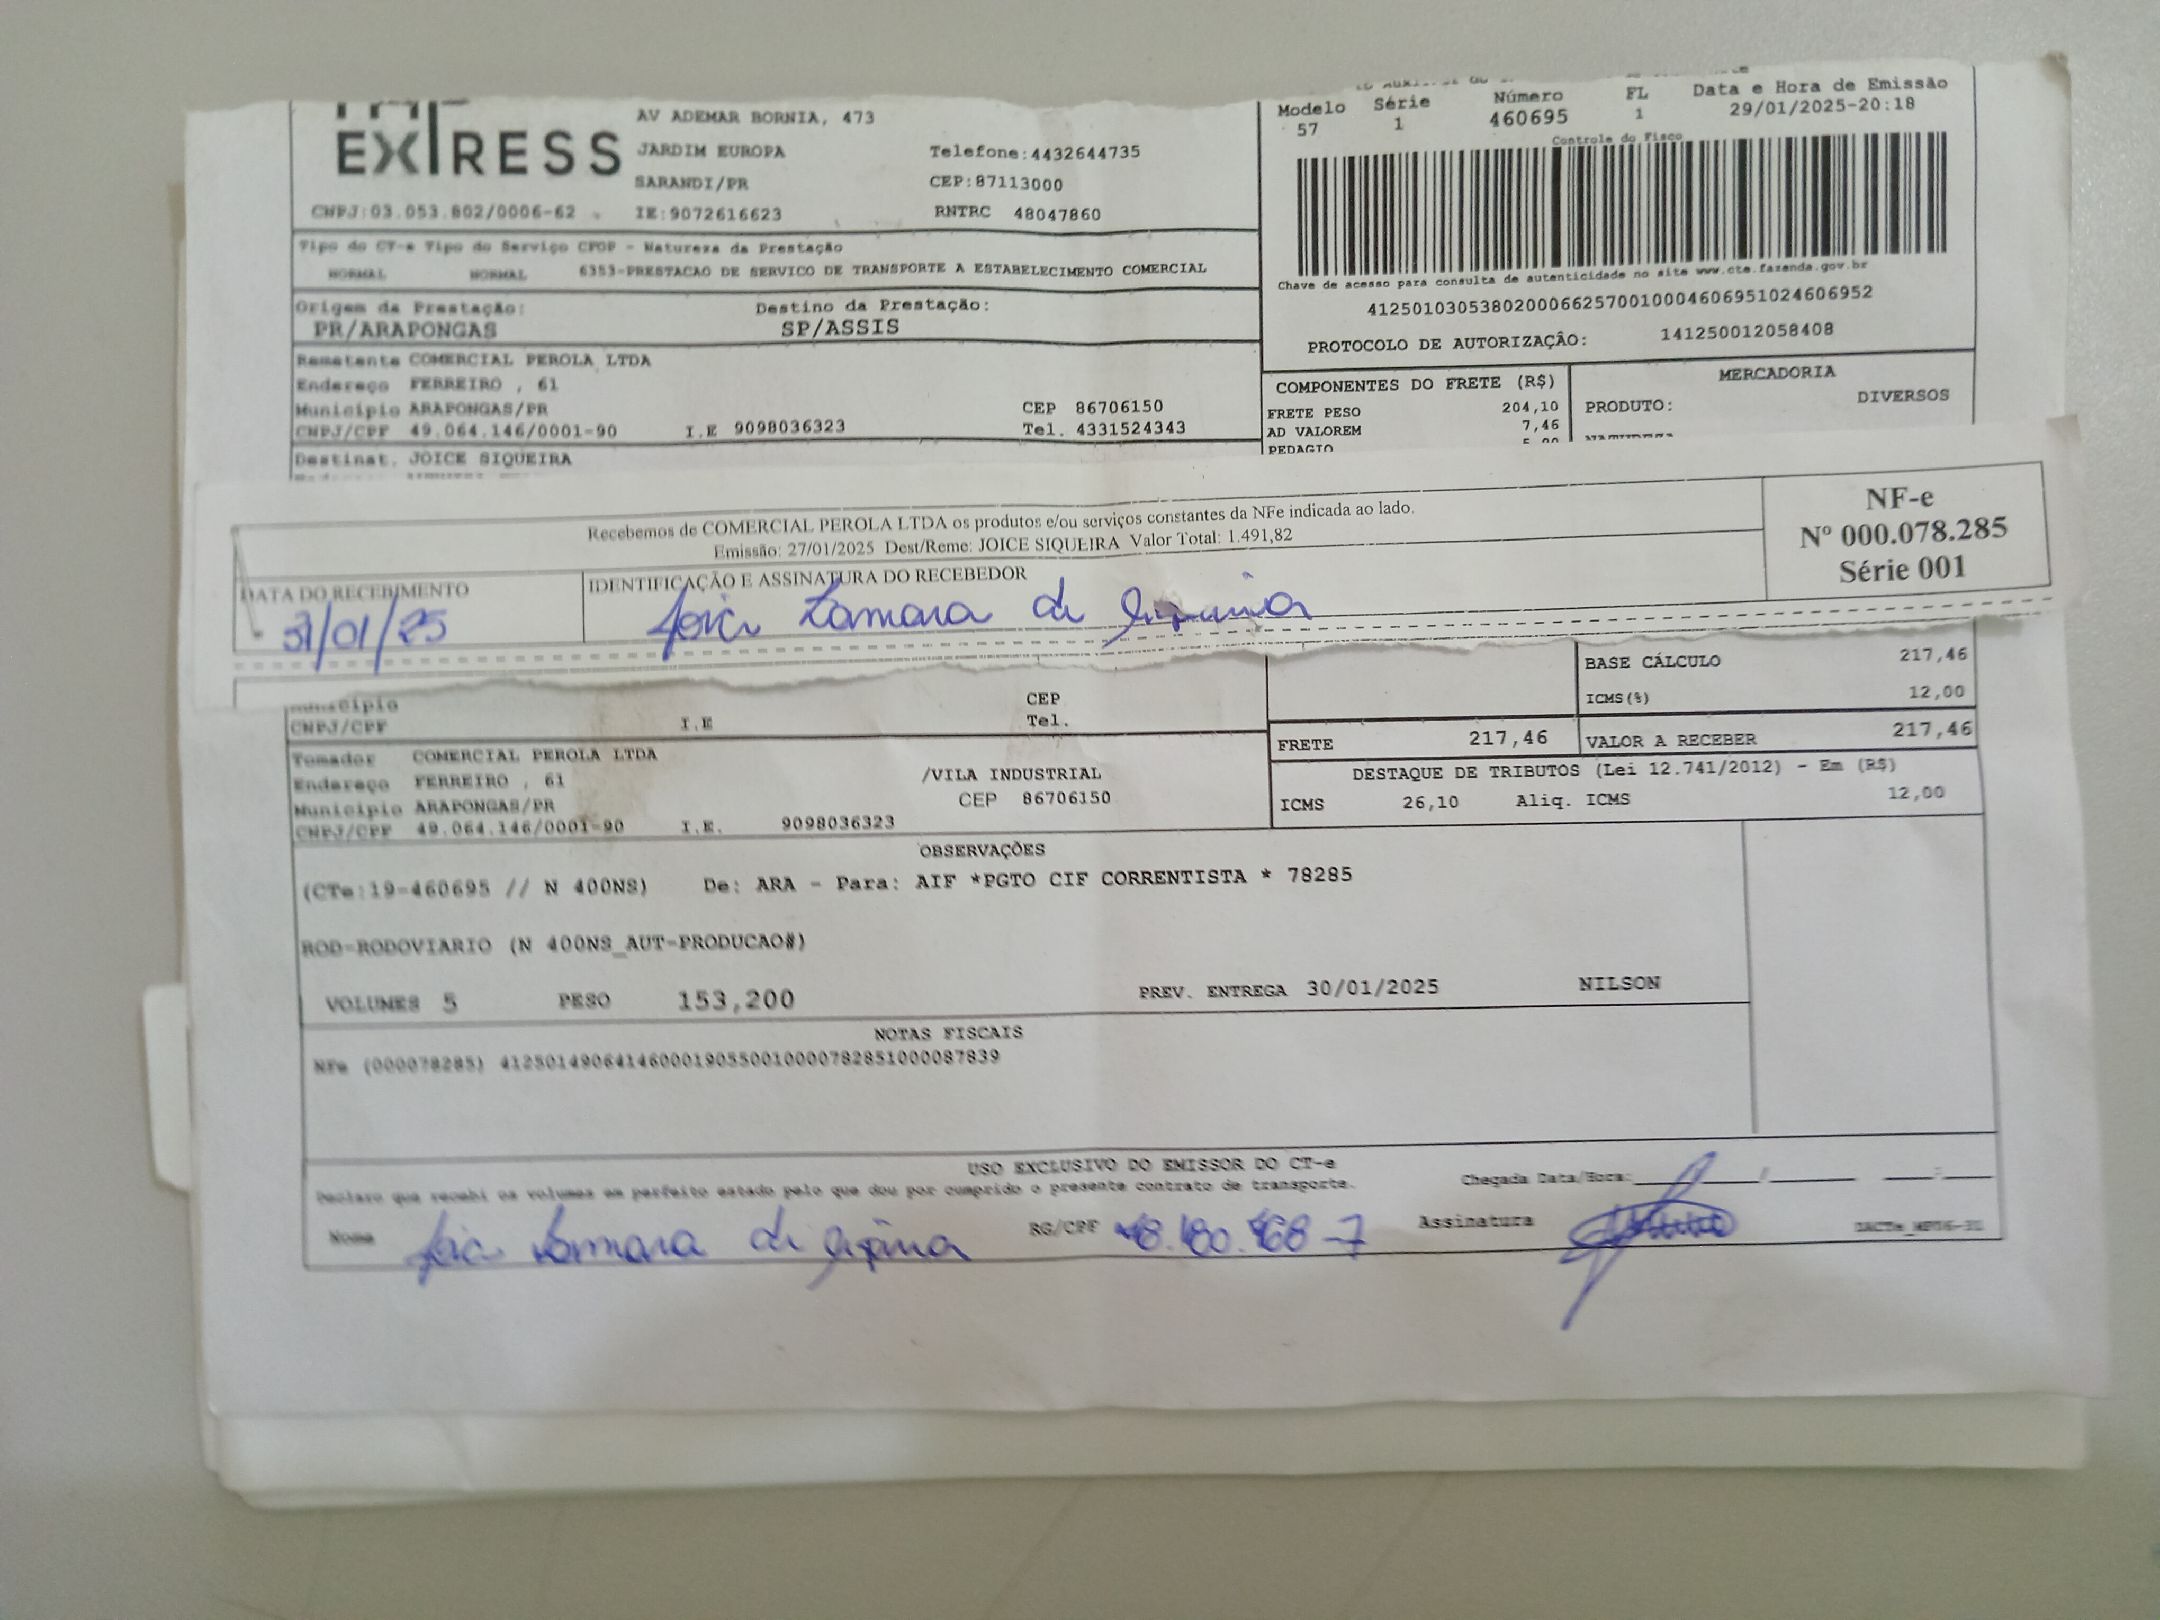 EXPRESS
AV ADEMAR BORNIA, 473
JARDIM EUROPA
Telefone:4432644735
SARANDI/PR
CEP:87113000
CNPJ:03.053.802/0006-62
IE:9072616623
RNTRC 48047860
Modelo Série Número FL Data e Hora de Emissão
57 1 460695 1 29/01/2025-20:18
Controle do Fisco
Chave de acesso para consulta de autenticidade no site www.cte.fazenda.gov.br
41250103053802000662570010004606951024606952
PROTOCOLO DE AUTORIZAÇÂO: 141250012058408
Tipo do CT-e Tipo do Serviço CFOP - Natureza da Prestação
NORMAL NORMAL 6353-PRESTACAO DE SERVICO DE TRANSPORTE A ESTABELECIMENTO COMERCIAL
Origem da Prestação: Destino da Prestação:
PR/ARAPONGAS SP/ASSIS
Remetente COMERCIAL PEROLA LTDA
Endereço FERREIRO , 61
Município ARAPONGAS/PR CEP 86706150
CNPJ/CPF 49.064.146/0001-90 I.E 9098036323 Tel. 4331524343
Destinat. JOICE SIQUEIRA
COMPONENTES DO FRETE (R$)
FRETE PESO 204,10
AD VALOREM 7,46
PEDAGIO
MERCADORIA
PRODUTO: DIVERSOS
Recebemos de COMERCIAL PEROLA LTDA os produtos e/ou serviços constantes da NFe indicada ao lado.
Emissão: 27/01/2025 Dest/Reme: JOICE SIQUEIRA Valor Total: 1.491,82
NF-e
Nº 000.078.285
Série 001
DATA DO RECEBIMENTO
31/01/25
IDENTIFICAÇÃO E ASSINATURA DO RECEBEDOR
BASE CÁLCULO 217,46
ICMS(%) 12,00
FRETE 217,46 VALOR A RECEBER 217,46
DESTAQUE DE TRIBUTOS (Lei 12.741/2012) - Em (R$)
ICMS 26,10 Aliq. ICMS 12,00
CEP
CNPJ/CPF I.E Tel.
Tomador COMERCIAL PEROLA LTDA
Endereço FERREIRO , 61 /VILA INDUSTRIAL
Município ARAPONGAS/PR CEP 86706150
CNPJ/CPF 49.064.146/0001-90 I.E. 9098036323
OBSERVAÇÕES
(CTe:19-460695 // N 400NS) De: ARA - Para: AIF *PGTO CIF CORRENTISTA * 78285
ROD-RODOVIARIO (N 400NS_AUT-PRODUCAO#)
VOLUMES 5 PESO 153,200 PREV. ENTREGA 30/01/2025 NILSON
NOTAS FISCAIS
NFe (000078285) 41250149064146000190550010000782851000087839
USO EXCLUSIVO DO EMISSOR DO CT-e
Declaro que recebi os volumes em perfeito estado pelo que dou por cumprido o presente contrato de transporte.
Chegada Data/Hora:
Nome
RG/CPF
Assinatura